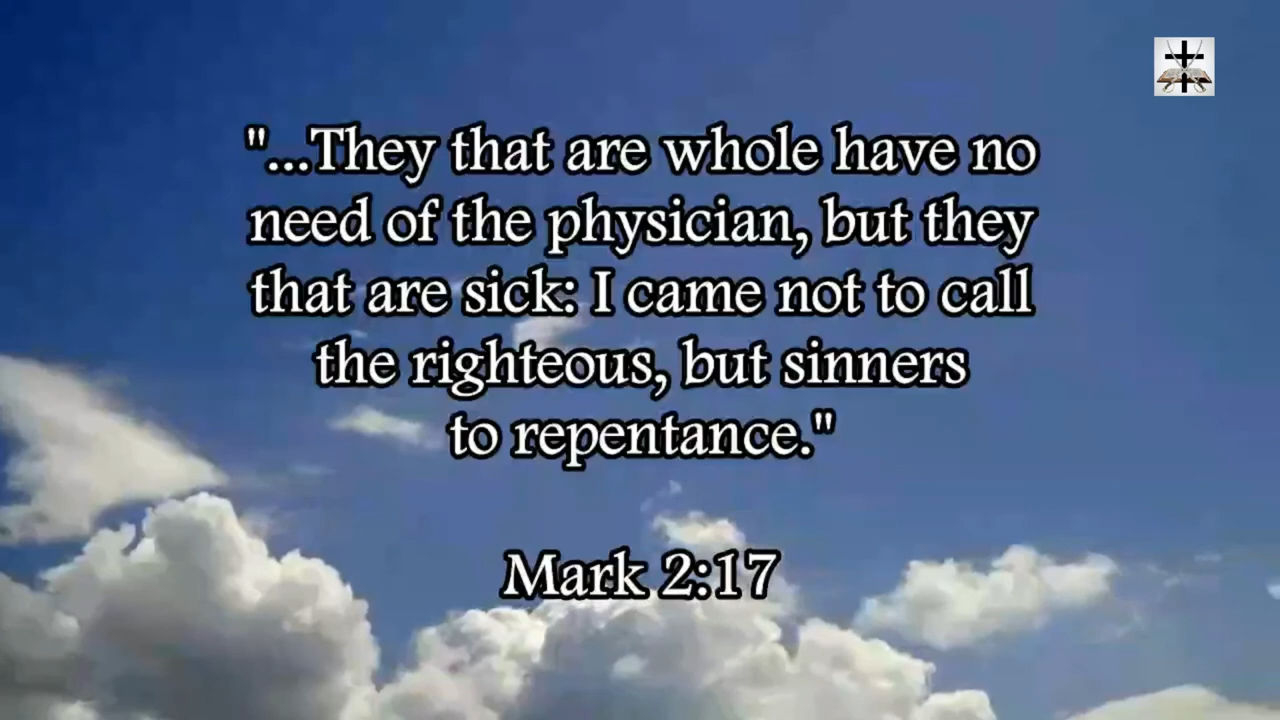 "...They that are whole have no
need of the physician, but they
that are sick: I came not to call
the righteous, but sinners
to repentance."
Mark 2:17